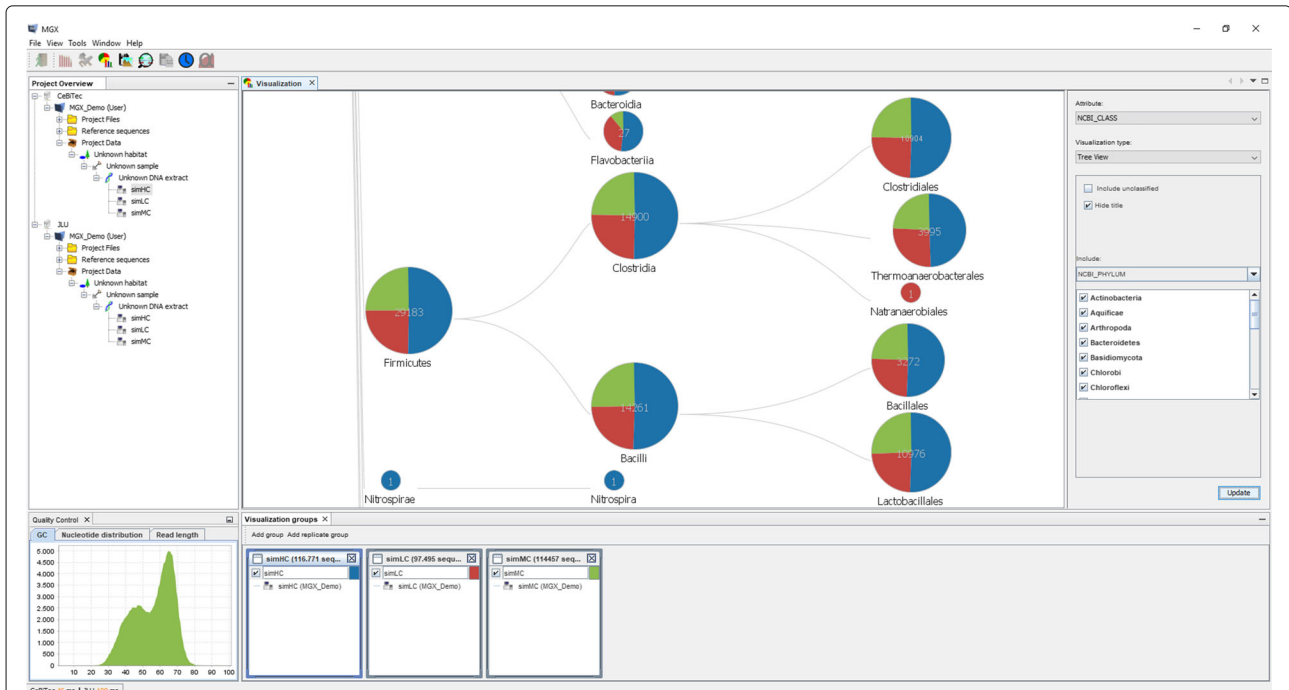 MGX
File View Tools Window Help
Project Overview
CeBiTec
MGX_Demo (User)
Project Files
Reference sequences
Project Data
Unknown habitat
Unknown sample
Unknown DNA extract
simHC
simLC
simMC
JLU
MGX_Demo (User)
Project Files
Reference sequences
Project Data
Unknown habitat
Unknown sample
Unknown DNA extract
simHC
simLC
simMC
Visualization
Bacteroidia
27
Flavobacteriia
14900
Clostridia
29183
Firmicutes
14261
Bacilli
1
Nitrospirae
1
Nitrospira
10904
Clostridiales
3995
Thermoanaerobacterales
1
Natranaerobiales
3272
Bacillales
10976
Lactobacillales
Attribute:
NCBI_CLASS
Visualization type:
Tree View
Include unclassified
Hide title
Include:
NCBI_PHYLUM
Actinobacteria
Aquificae
Arthropoda
Bacteroidetes
Basidiomycota
Chlorobi
Chloroflexi
Update
Quality Control
GC Nucleotide distribution Read length
5.000
4.500
4.000
3.500
3.000
2.500
2.000
1.500
1.000
500
0
10 20 30 40 50 60 70 80 90 100
Visualization groups
Add group Add replicate group
simHC (116.771 seq...
simHC
simHC (MGX_Demo)
simLC (97.495 sequ...
simLC
simLC (MGX_Demo)
simMC (114457 seq...
simMC
simMC (MGX_Demo)